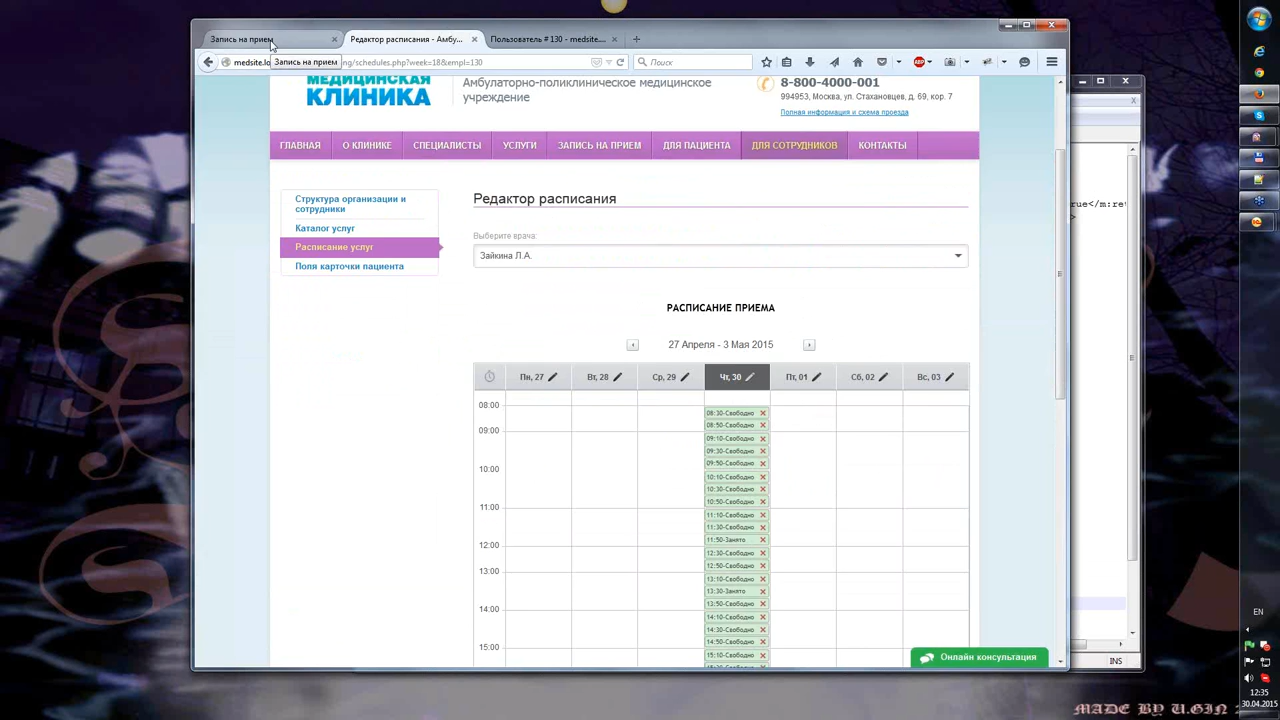 Запись на прием
Редактор расписания - Амбу...
Пользователь # 130 - medsite....
medsite.lo
Запись на прием
ng/schedules.php?week=18&empl=130
Поиск
ABP
МЕДИЦИНСКАЯ
КЛИНИКА
Амбулаторно-поликлиническое медицинское
учреждение
8-800-4000-001
994953, Москва, ул. Стахановцев, д. 69, кор. 7
Полная информация и схема проезда
ГЛАВНАЯ
О КЛИНИКЕ
СПЕЦИАЛИСТЫ
УСЛУГИ
ЗАПИСЬ НА ПРИЕМ
ДЛЯ ПАЦИЕНТА
ДЛЯ СОТРУДНИКОВ
КОНТАКТЫ
Структура организации и
сотрудники
Каталог услуг
Расписание услуг
Поля карточки пациента
Редактор расписания
Выберите врача:
Зайкина Л.А.
РАСПИСАНИЕ ПРИЕМА
27 Апреля - 3 Мая 2015
Пн, 27
Вт, 28
Ср, 29
Чт, 30
Пт, 01
Сб, 02
Вс, 03
08:00
08:30-Свободно
08:50-Свободно
09:00
09:10-Свободно
09:30-Свободно
09:50-Свободно
10:00
10:10-Свободно
10:30-Свободно
10:50-Свободно
11:00
11:10-Свободно
11:30-Свободно
11:50-Занято
12:00
12:30-Свободно
12:50-Свободно
13:00
13:10-Свободно
13:30-Занято
13:50-Свободно
14:00
14:10-Свободно
14:30-Свободно
14:50-Свободно
15:00
15:10-Свободно
Онлайн консультация
rue</m:ret
>
INS
EN
12:35
30.04.2015
MADE BY U.GIN